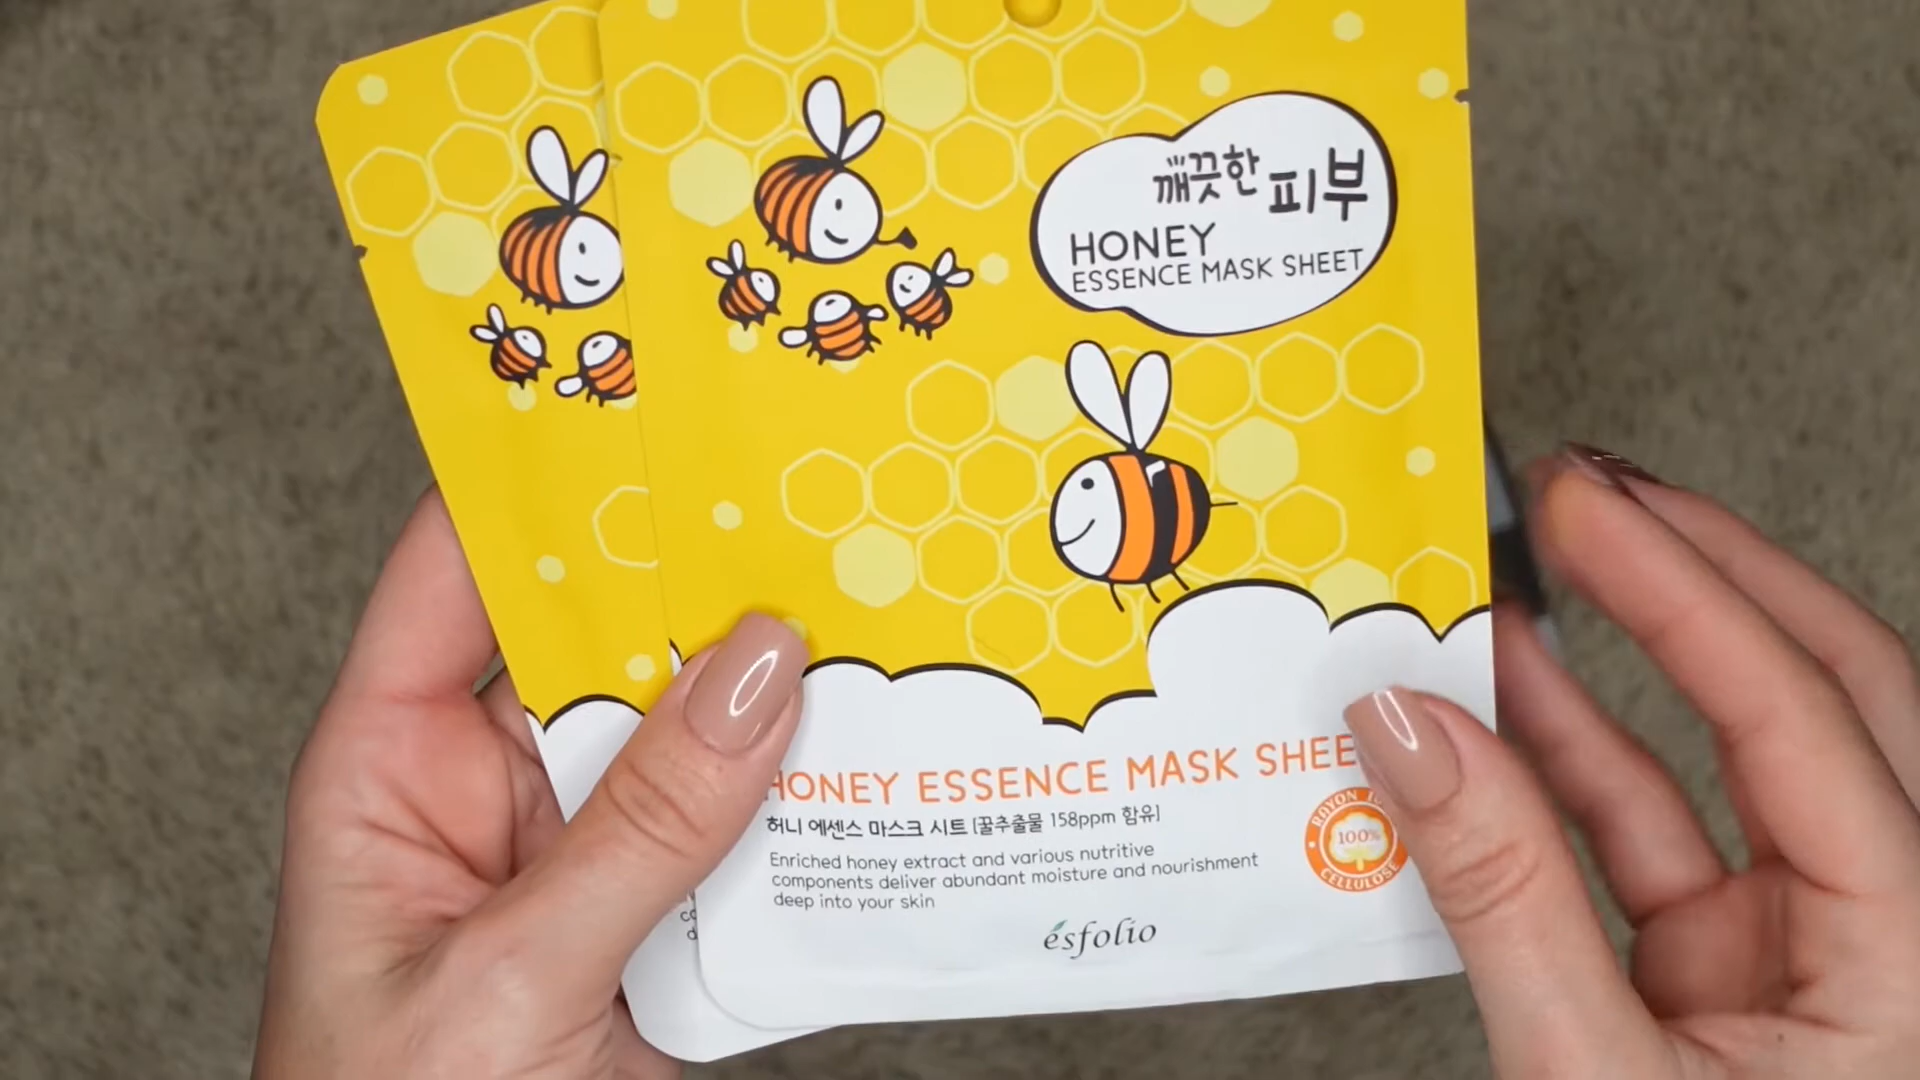 깨끗한 피부
HONEY
ESSENCE MASK SHEET
HONEY ESSENCE MASK SHEE
허니 에센스 마스크 시트 [꿀추출물 158ppm 함유]
Enriched honey extract and various nutritive
components deliver abundant moisture and nourishment
deep into your skin
RAYON
100%
CELLULOSE
ésfolio